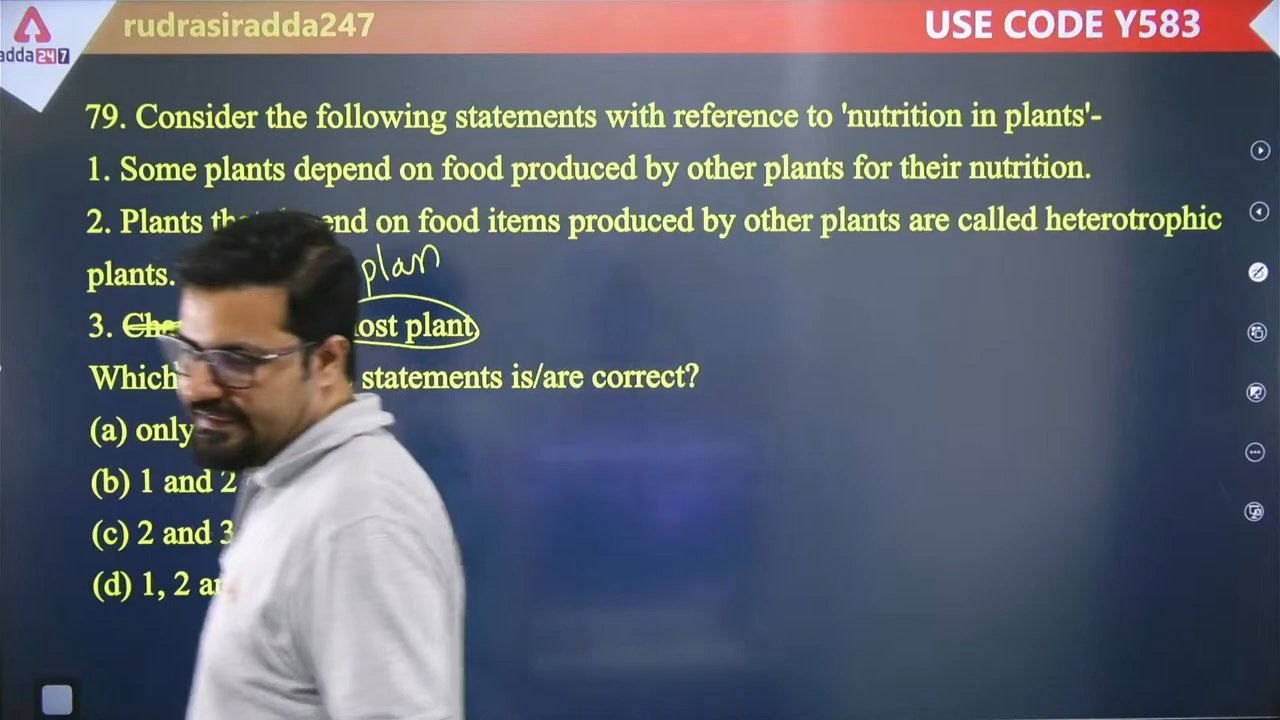 rudrasiradda247
USE CODE Y583
adda247
79. Consider the following statements with reference to 'nutrition in plants'-
1. Some plants depend on food produced by other plants for their nutrition.
2. Plants on food items produced by other plants are called heterotrophic
plants.
plan
3. plant
Which statements is/are correct?
(a) only
(b) 1 and 2
(c) 2 and 3
(d) 1, 2